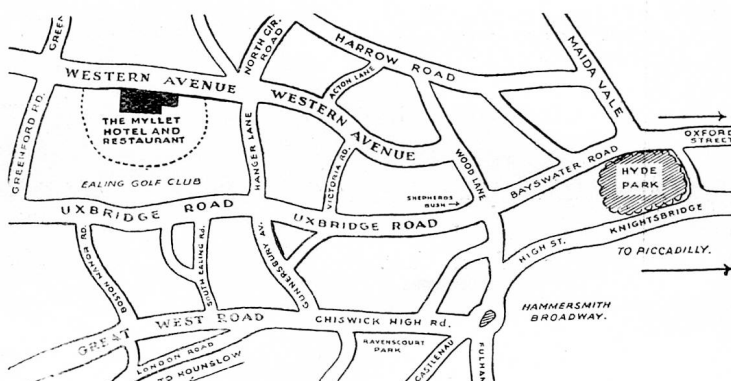 GREEN
NORTH CIR.
ROAD
HARROW ROAD
MAIDA VALE
WESTERN AVENUE
WESTERN AVENUE
ACTON LANE
OXFORD
STREET
THE MYLLET
HOTEL AND
RESTAURANT
GREENFORD RD.
HANGER LANE
VICTORIA RD.
WOOD LANE
BAYSWATER ROAD
HYDE
PARK
EALING GOLF CLUB
SHEPHERDS
BUSH
UXBRIDGE ROAD
UXBRIDGE ROAD
KNIGHTSBRIDGE
HIGH ST.
TO PICCADILLY.
BOSTON MANOR RD.
SOUTH EALING RD.
GUNNERSBURY AV.
HAMMERSMITH
BROADWAY.
GREAT WEST ROAD
CHISWICK HIGH RD.
RAVENSCOURT
PARK
CASTLENAU
FULHAM
LONDON ROAD
TO HOUNSLOW